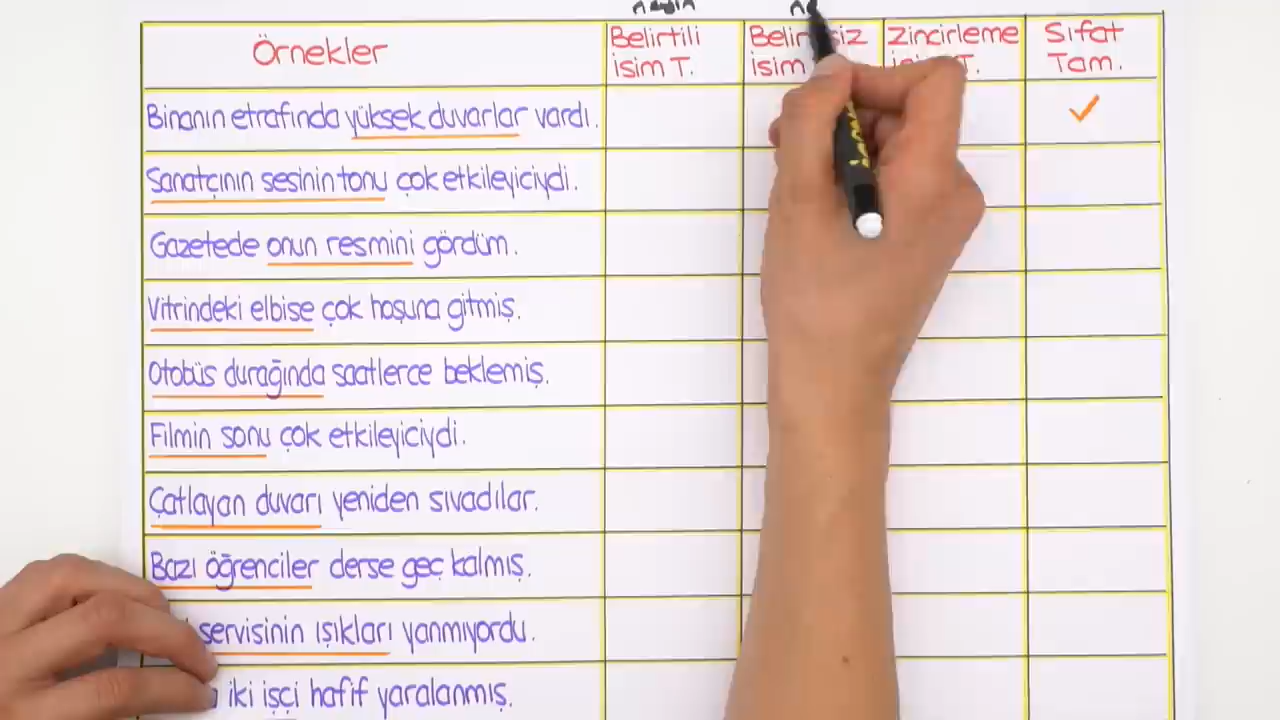 Örnekler
Belirtili
isim T.
isim
zincirleme
T.
Sıfat
Tam.
Binanın etrafında yüksek duvarlar vardı.
Sanatçının sesinin tonu çok etkileyiciydi.
Gazetede onun resmini gördüm.
Vitrindeki elbise çok hoşuna gitmiş.
Otobüs durağında saatlerce beklemiş.
Filmin sonu çok etkileyiciydi.
Çatlayan duvarı yeniden sıvadılar.
Bazı öğrenciler derse geç kalmış.
servisinin ışıkları yanmıyordu.
iki işçi hafif yaralanmış.